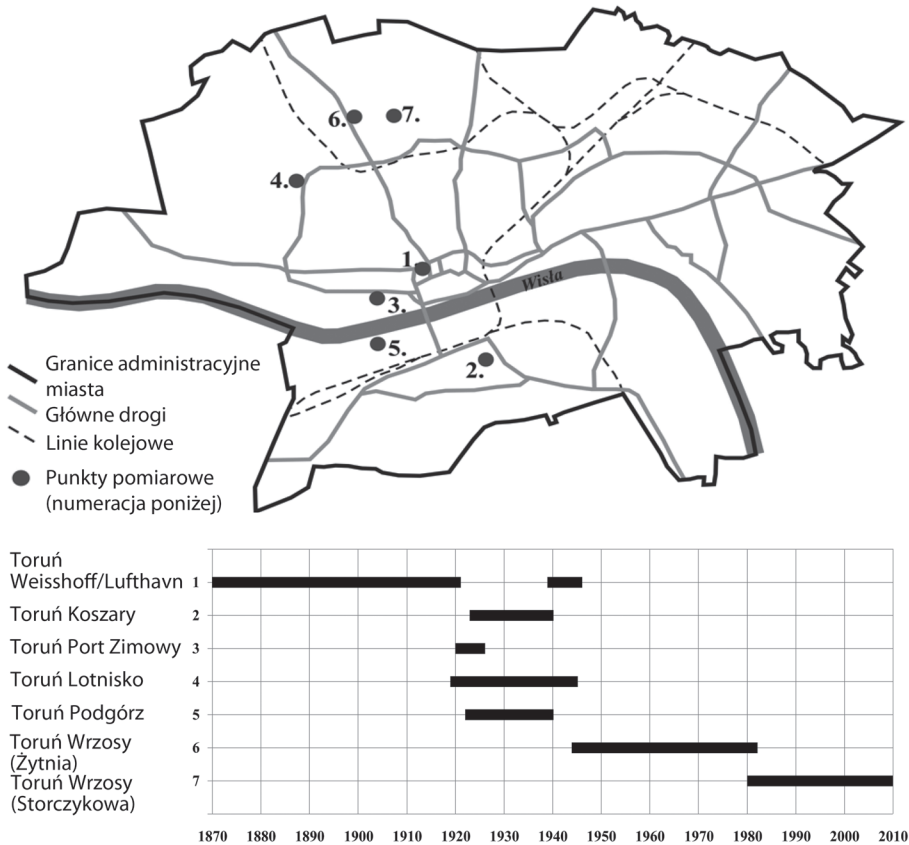 6.
7.
4.
1.
Wisła
3.
5.
2.
Granice administracyjne
miasta
Główne drogi
Linie kolejowe
Punkty pomiarowe
(numeracja poniżej)
Toruń
Weisshoff/Lufthavn 1
Toruń Koszary 2
Toruń Port Zimowy 3
Toruń Lotnisko 4
Toruń Podgórz 5
Toruń Wrzosy 6
(Żytnia)
Toruń Wrzosy 7
(Storczykowa)
1870 1880 1890 1900 1910 1920 1930 1940 1950 1960 1970 1980 1990 2000 2010